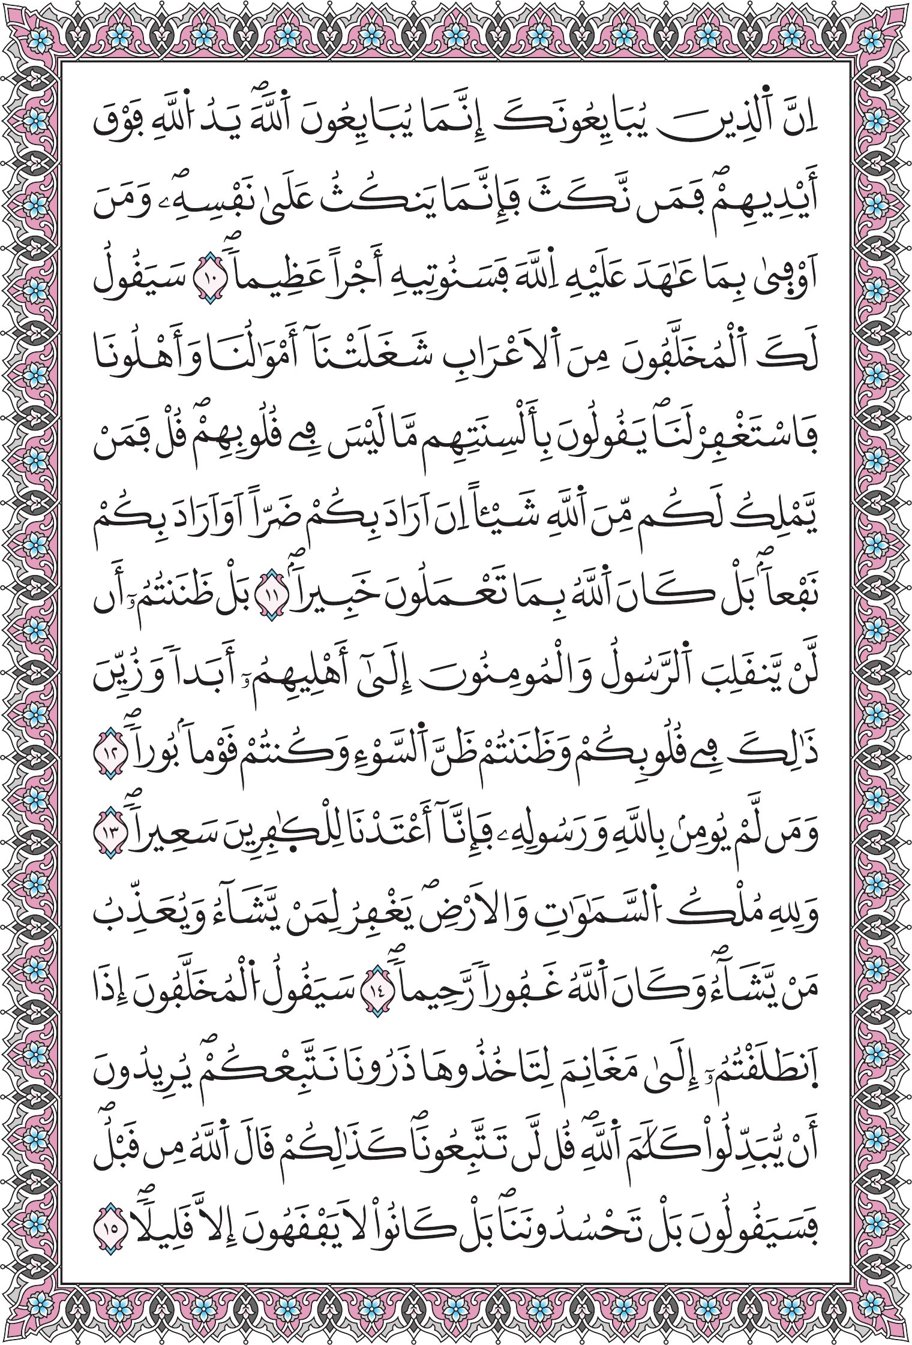 اِنَّ اَ۬لذِينَ يُبَايِعُونَكَ إِنَّمَا يُبَايِعُونَ اَ۬للَّهَۖ يَدُ اُ۬للَّهِ فَوْقَ
أَيْدِيهِمْۖ فَمَن نَّكَثَ فَإِنَّمَا يَنكُثُ عَلَىٰ نَفْسِهِۦۖ وَمَنَ
اَوْفَىٰ بِمَا عَٰهَدَ عَلَيْهِ اِ۬للَّهَ فَسَنُوتِيهِ أَجْراً عَظِيماٗۖ ١٠ سَيَقُولُ
لَكَ اَ۬لْمُخَلَّفُونَ مِنَ اَ۬لَاعْرَابِ شَغَلَتْنَآ أَمْوَٰلُنَا وَأَهْلُونَا
فَاسْتَغْفِرْ لَنَاۖ يَقُولُونَ بِأَلْسِنَتِهِم مَّا لَيْسَ فِے قُلُوبِهِمْۖ قُلْ فَمَنْ
يَّمْلِكُ لَكُم مِّنَ اَ۬للَّهِ شَيْـٔاً اِنَ اَرَادَ بِكُمْ ضَرّاً اَوَ اَرَادَ بِكُمْ
نَفْعاَۢۖ بَلْ كَانَ اَ۬للَّهُ بِمَا تَعْمَلُونَ خَبِيراَۢۖ ١١ بَلْ ظَنَنتُمُۥٓ أَن
لَّنْ يَّنقَلِبَ اَ۬لرَّسُولُ وَالْمُومِنُونَ إِلَىٰٓ أَهْلِيهِمُۥٓ أَبَداٗ وَزُيِّنَ
ذَٰلِكَ فِے قُلُوبِكُمْ وَظَنَنتُمْ ظَنَّ اَ۬لسَّوْءِ وَكُنتُمْ قَوْماَۢ بُوراٗۖ ١٢
وَمَن لَّمْ يُومِنۢ بِاللَّهِ وَرَسُولِهِۦ فَإِنَّآ أَعْتَدْنَا لِلْكٰ۪فِرِينَ سَعِيراٗۖ ١٣
وَلِلهِ مُلْكُ اُ۬لسَّمَٰوَٰتِ وَالَارْضِۖ يَغْفِرُ لِمَنْ يَّشَآءُ وَيُعَذِّبُ
مَنْ يَّشَآءُۖ وَكَانَ اَ۬للَّهُ غَفُوراٗ رَّحِيماٗۖ ١٤ سَيَقُولُ اُ۬لْمُخَلَّفُونَ إِذَا
اَ۪نطَلَقْتُمُۥٓ إِلَىٰ مَغَانِمَ لِتَاخُذُوهَا ذَرُونَا نَتَّبِعْكُمْۖ يُرِيدُونَ
أَنْ يُّبَدِّلُواْ كَلَٰمَ اَ۬للَّهِۖ قُل لَّن تَتَّبِعُونَاۖ كَذَٰلِكُمْ قَالَ اَ۬للَّهُ مِن قَبْلُۖ
فَسَيَقُولُونَ بَلْ تَحْسُدُونَنَاۖ بَلْ كَانُواْ لَا يَفْقَهُونَ إِلَّا قَلِيلاٗۖ ١٥